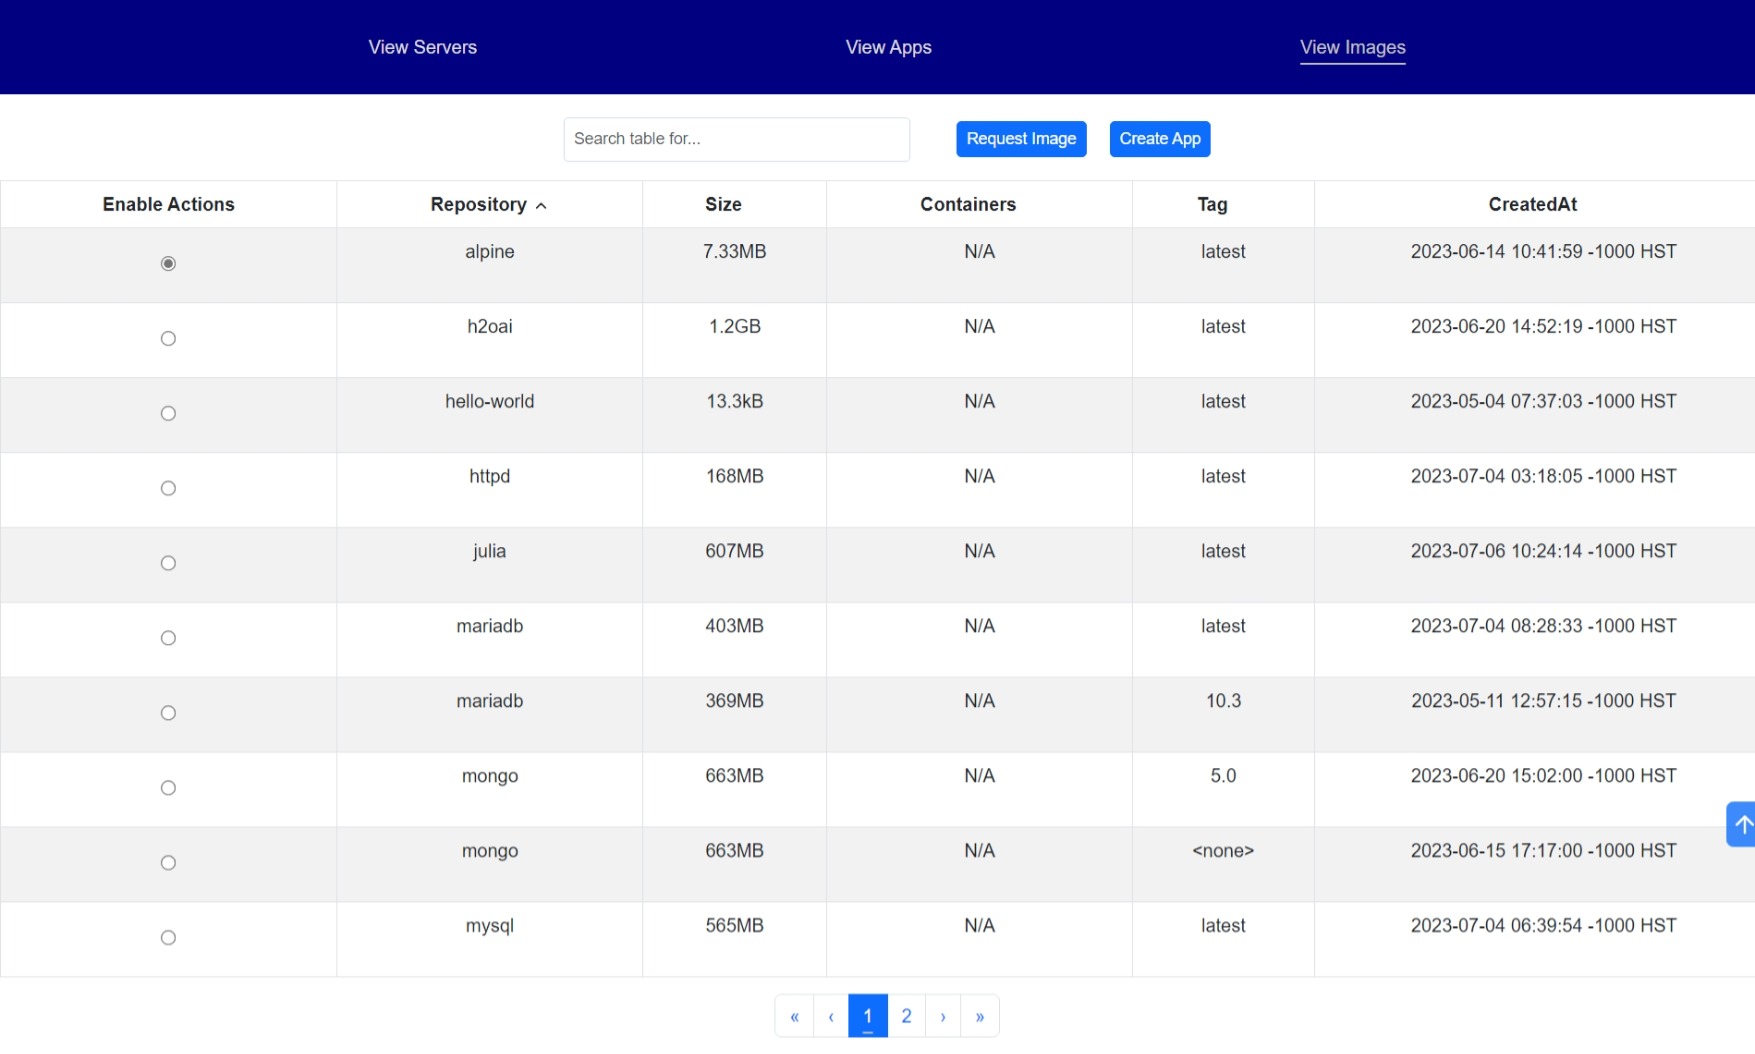 View Servers View Apps View Images
Search table for... Request Image Create App
Enable Actions Repository Size Containers Tag CreatedAt
alpine 7.33MB N/A latest 2023-06-14 10:41:59 -1000 HST
h2oai 1.2GB N/A latest 2023-06-20 14:52:19 -1000 HST
hello-world 13.3kB N/A latest 2023-05-04 07:37:03 -1000 HST
httpd 168MB N/A latest 2023-07-04 03:18:05 -1000 HST
julia 607MB N/A latest 2023-07-06 10:24:14 -1000 HST
mariadb 403MB N/A latest 2023-07-04 08:28:33 -1000 HST
mariadb 369MB N/A 10.3 2023-05-11 12:57:15 -1000 HST
mongo 663MB N/A 5.0 2023-06-20 15:02:00 -1000 HST
mongo 663MB N/A <none> 2023-06-15 17:17:00 -1000 HST
mysql 565MB N/A latest 2023-07-04 06:39:54 -1000 HST
« ‹ 1 2 › »